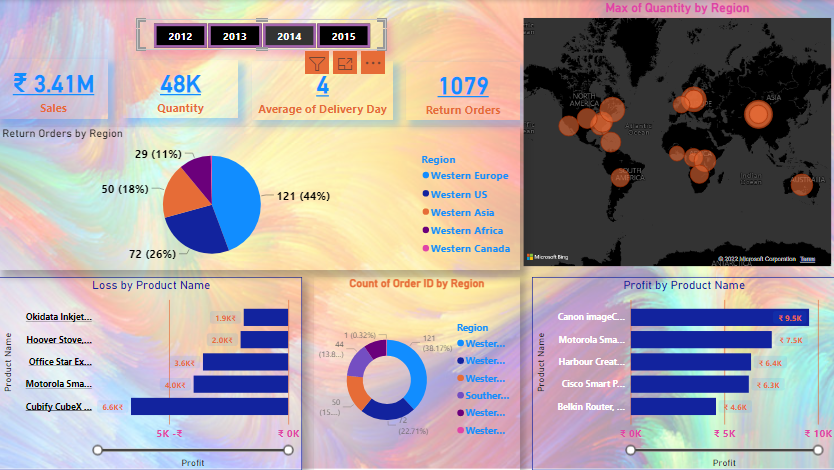 Max of Quantity by Region
2012 2013 2014 2015
₹ 3.41M
Sales
48K
Quantity
4
Average of Delivery Day
1079
Return Orders
NORTH
AMERICA
Atlantic
Ocean
ASIA
SOUTH
AMERICA
Indian
Ocean
AUSTRALIA
Microsoft Bing
© 2022 Microsoft Corporation Terms
Return Orders by Region
29 (11%)
50 (18%)
121 (44%)
72 (26%)
Region
Western Europe
Western US
Western Asia
Western Africa
Western Canada
Loss by Product Name
Product Name
Okidata Inkjet... 1.9K₹
Hoover Stove,... 2.0K₹
Office Star Ex... 3.6K₹
Motorola Sma... 4.0K₹
Cubify CubeX ... 6.6K₹
5K -₹ ₹ 0K
Profit
Count of Order ID by Region
1 (0.32%)
44
(13.8...)
121
(38.17%)
50
(15....)
72
(22.71%)
Region
Wester...
Wester...
Wester...
Souther...
Wester...
Wester...
Profit by Product Name
Product Name
Canon imageC... ₹ 9.5K
Motorola Sma... ₹ 7.5K
Harbour Creat... ₹ 6.4K
Cisco Smart P... ₹ 6.3K
Belkin Router, ... ₹ 4.6K
₹ 0K ₹ 5K ₹ 10K
Profit